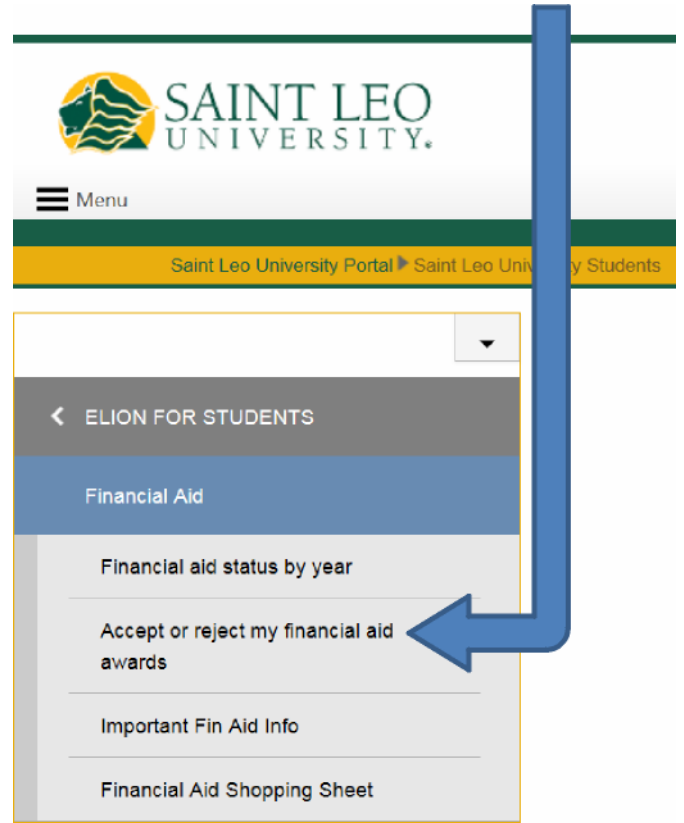 SAINT LEO
UNIVERSITY.
Menu
Saint Leo University Portal Saint Leo Univ y Students
ELION FOR STUDENTS
Financial Aid
Financial aid status by year
Accept or reject my financial aid
awards
Important Fin Aid Info
Financial Aid Shopping Sheet